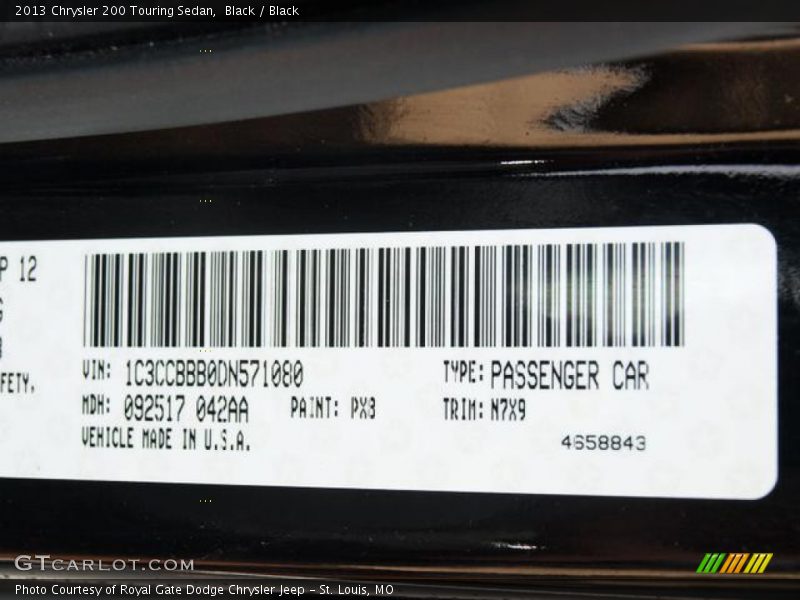 2013 Chrysler 200 Touring Sedan, Black / Black
P 12
FETY.
VIN: 1C3CCBBB0DN571080 TYPE: PASSENGER CAR
MDH: 092517 042AA PAINT: PX8 TRIM: N7X9
VEHICLE MADE IN U.S.A.
4658843
GTCARLOT.COM
Photo Courtesy of Royal Gate Dodge Chrysler Jeep – St. Louis, MO